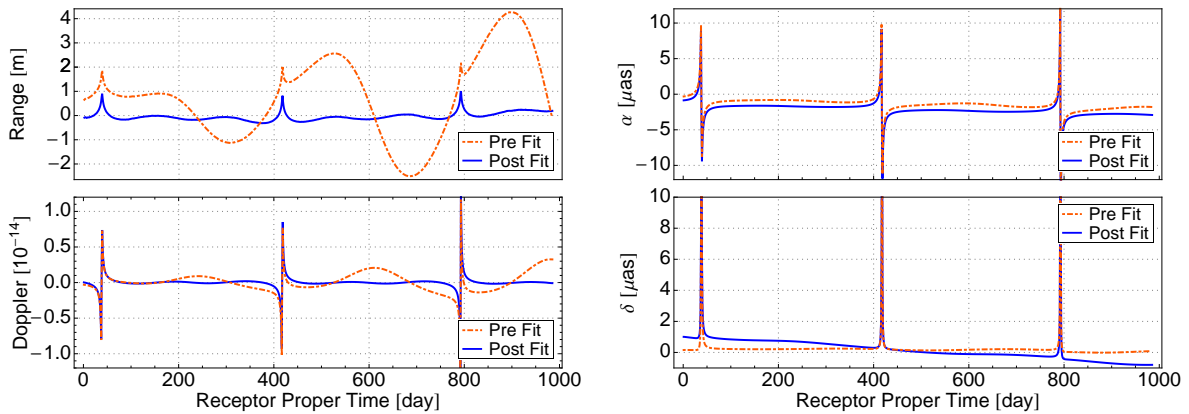 Range [m]
4
3
2
1
0
−1
−2
Pre Fit
Post Fit
Doppler [10⁻¹⁴]
1.0
0.5
0.0
−0.5
−1.0
Pre Fit
Post Fit
0 200 400 600 800 1000
Receptor Proper Time [day]
α [μas]
10
5
0
−5
−10
Pre Fit
Post Fit
δ [μas]
10
8
6
4
2
0
Pre Fit
Post Fit
0 200 400 600 800 1000
Receptor Proper Time [day]